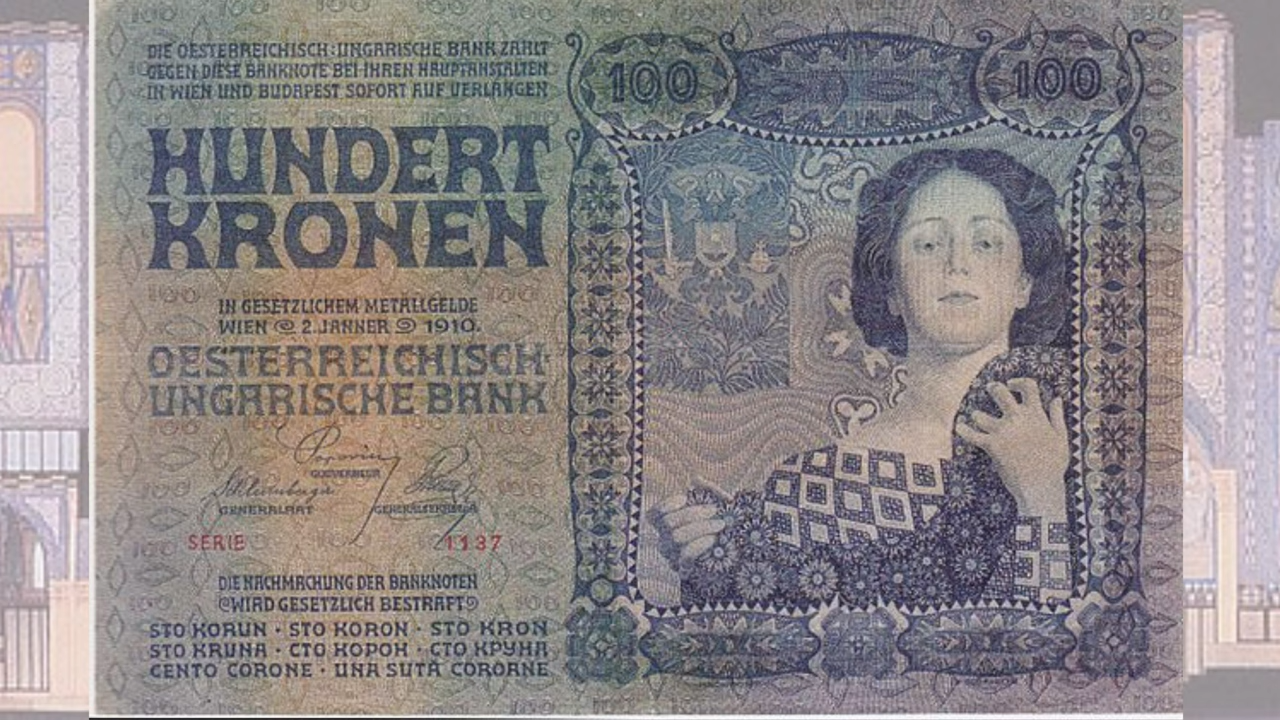 DIE OESTERREICHISCH-UNGARISCHE BANK ZAHLT
GEGEN DIESE BANKNOTE BEI IHREN HAUPTANSTALTEN
IN WIEN UND BUDAPEST SOFORT AUF VERLANGEN
HUNDERT
KRONEN
IN GESETZLICHEM METALLGELDE
WIEN 2. JÄNNER 1910.
OESTERREICHISCH-
UNGARISCHE BANK
GOUVERNEUR
GENERALRAT
GENERALSEKRETÄR
SERIE 1137
DIE NACHMACHUNG DER BANKNOTEN
WIRD GESETZLICH BESTRAFT
STO KORUN · STO KORON · STO KRON
STO KRUNA · СТО КОРОН · СТО КРУНА
CENTO CORONE · UNA SUTĂ COROANE
100
100